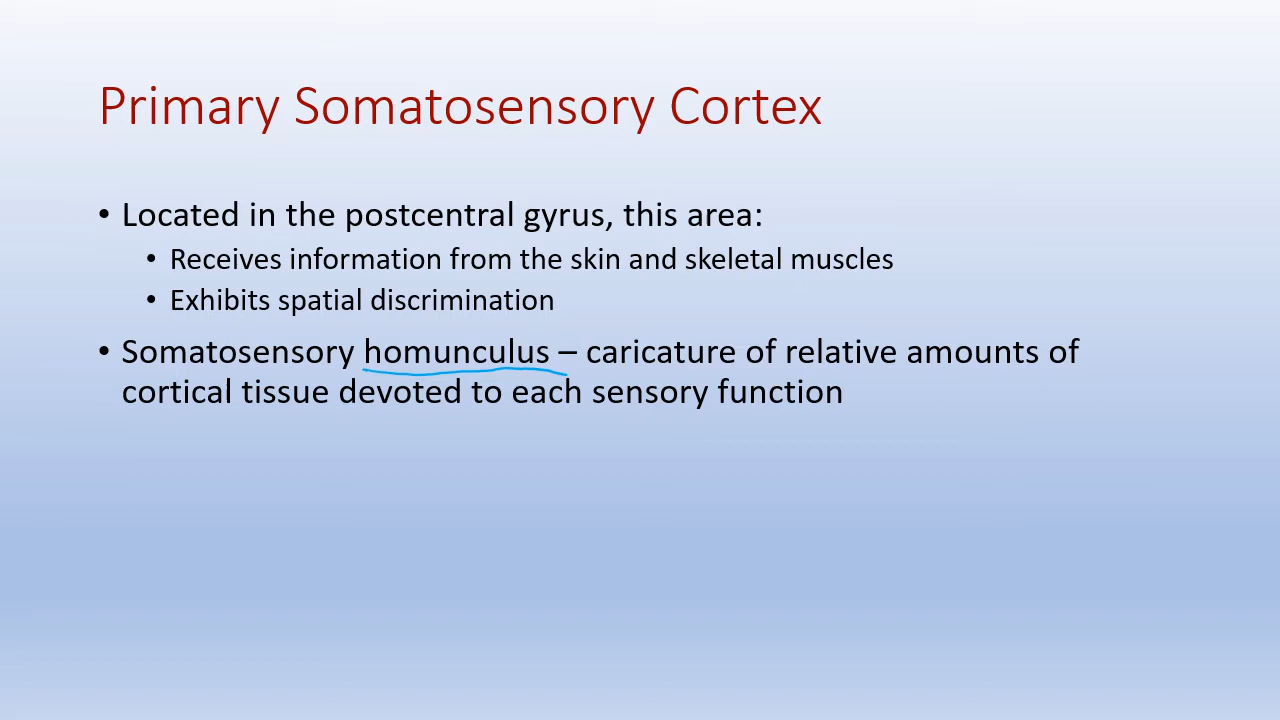 Primary Somatosensory Cortex
• Located in the postcentral gyrus, this area:
• Receives information from the skin and skeletal muscles
• Exhibits spatial discrimination
• Somatosensory homunculus – caricature of relative amounts of
cortical tissue devoted to each sensory function